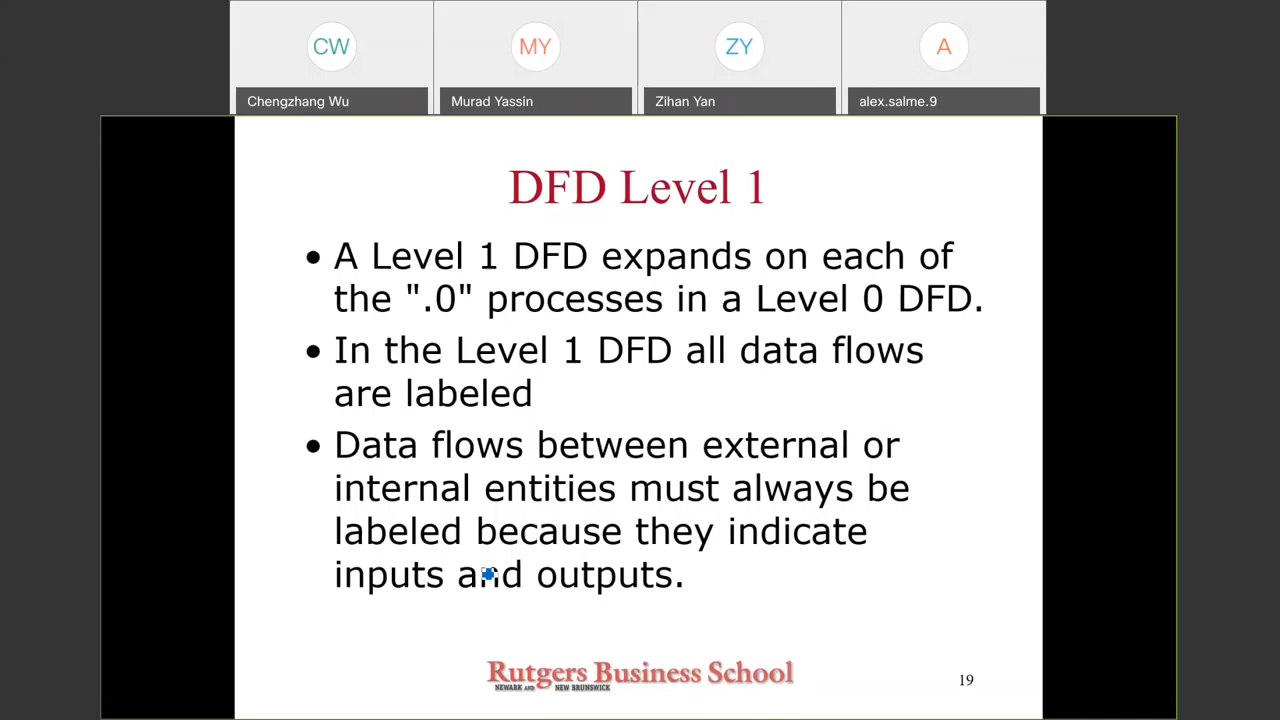 CW MY ZY A
Chengzhang Wu Murad Yassin Zihan Yan alex.salme.9
DFD Level 1
• A Level 1 DFD expands on each of
the ".0" processes in a Level 0 DFD.
• In the Level 1 DFD all data flows
are labeled
• Data flows between external or
internal entities must always be
labeled because they indicate
inputs and outputs.
Rutgers Business School
NEWARK AND NEW BRUNSWICK
19